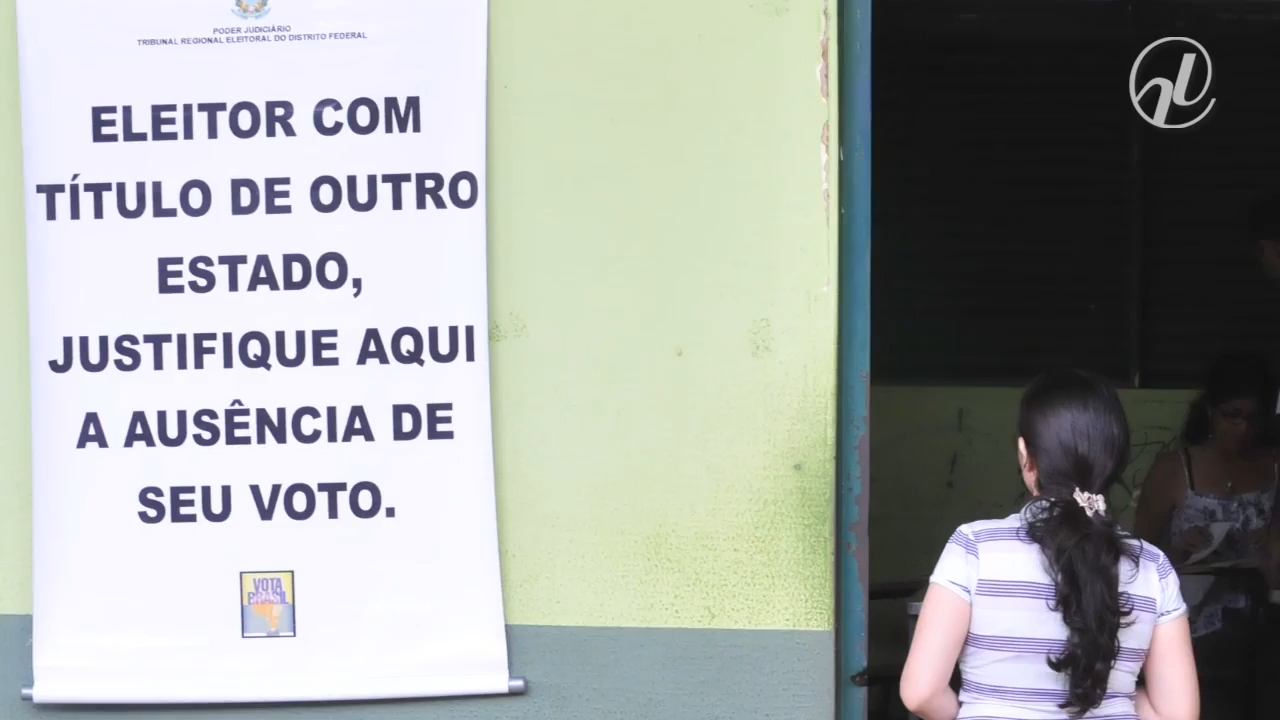 PODER JUDICIÁRIO
TRIBUNAL REGIONAL ELEITORAL DO DISTRITO FEDERAL
ELEITOR COM
TÍTULO DE OUTRO
ESTADO,
JUSTIFIQUE AQUI
A AUSÊNCIA DE
SEU VOTO.
VOTA
BRASIL